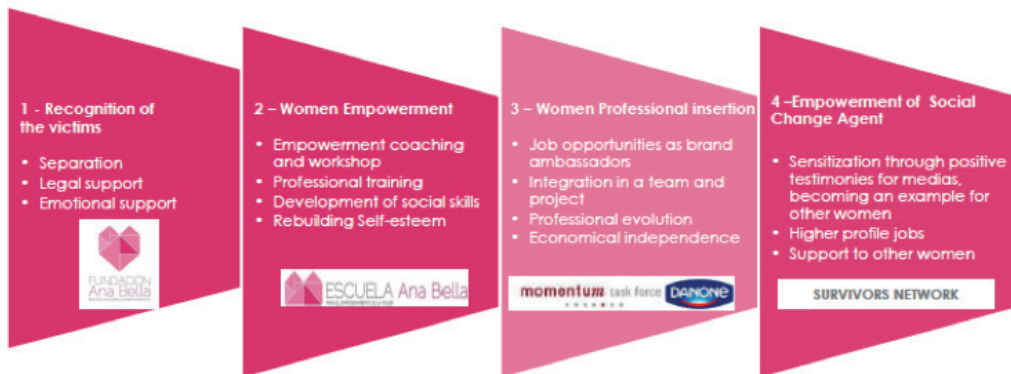 1 - Recognition of
the victims
• Separation
• Legal support
• Emotional support
FUNDACIÓN
Ana Bella
2 – Women Empowerment
• Empowerment coaching
and workshop
• Professional training
• Development of social skills
• Rebuilding Self-esteem
ESCUELA Ana Bella
3 – Women Professional insertion
• Job opportunities as brand
ambassadors
• Integration in a team and
project
• Professional evolution
• Economical independence
momentum task force
DANONE
4 –Empowerment of Social
Change Agent
• Sensitization through positive
testimonies for medias,
becoming an example for
other women
• Higher profile jobs
• Support to other women
SURVIVORS NETWORK